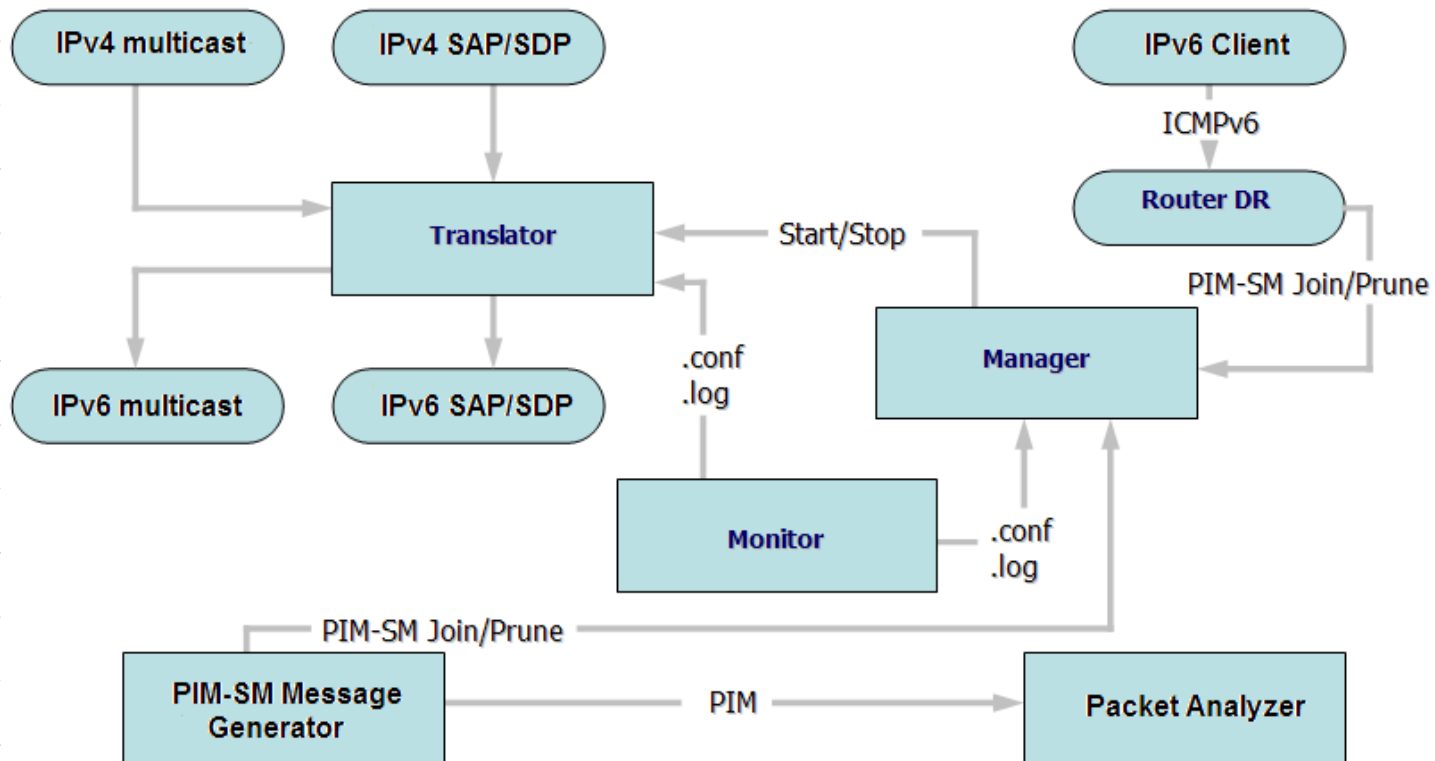 IPv4 multicast
IPv4 SAP/SDP
IPv6 Client
ICMPv6
Router DR
Translator
Start/Stop
PIM-SM Join/Prune
Manager
.conf
.log
IPv6 multicast
IPv6 SAP/SDP
Monitor
.conf
.log
PIM-SM Join/Prune
PIM-SM Message
Generator
PIM
Packet Analyzer